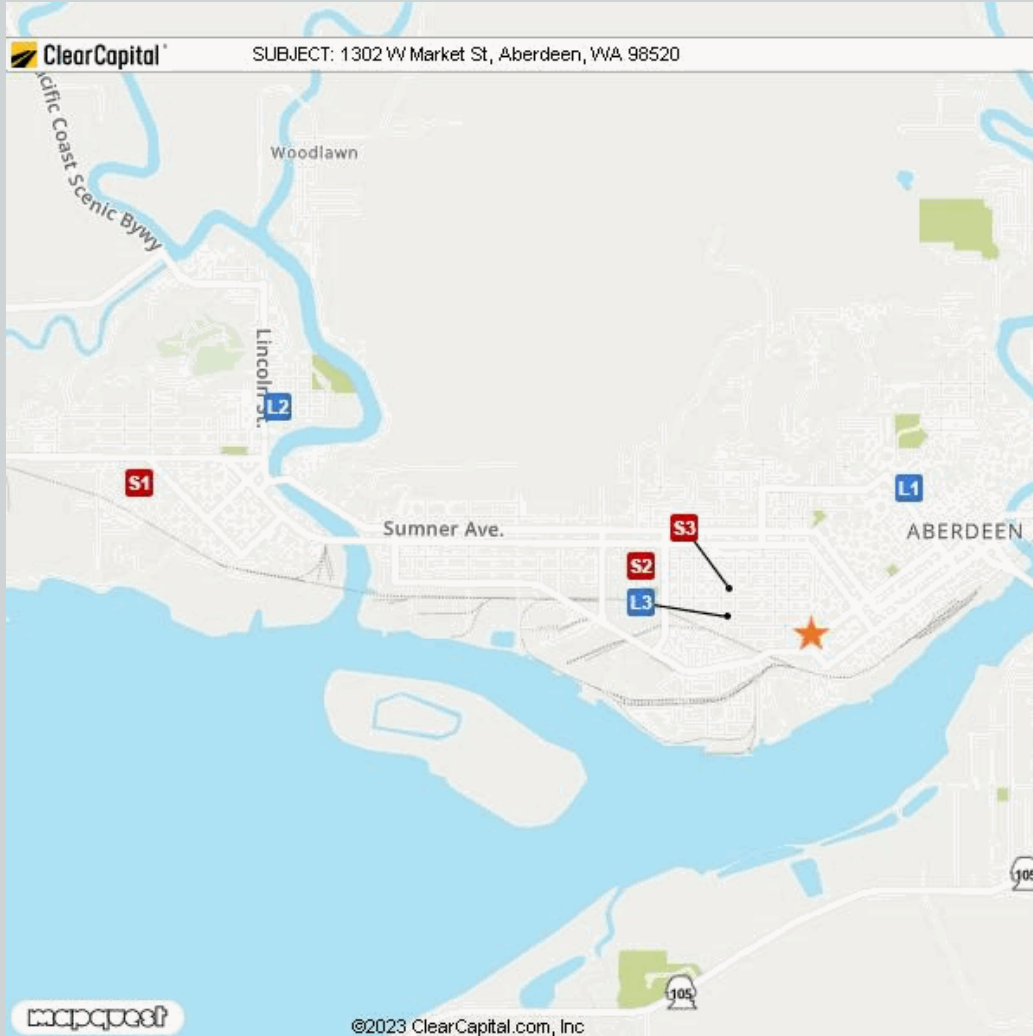 ClearCapital
SUBJECT: 1302 W Market St, Aberdeen, WA 98520
acific Coast Scenic Bywy
Woodlawn
Lincoln St.
L2
S1
L1
Sumner Ave.
S3
ABERDEEN
S2
L3
105
105
mapquest
©2023 ClearCapital.com, Inc